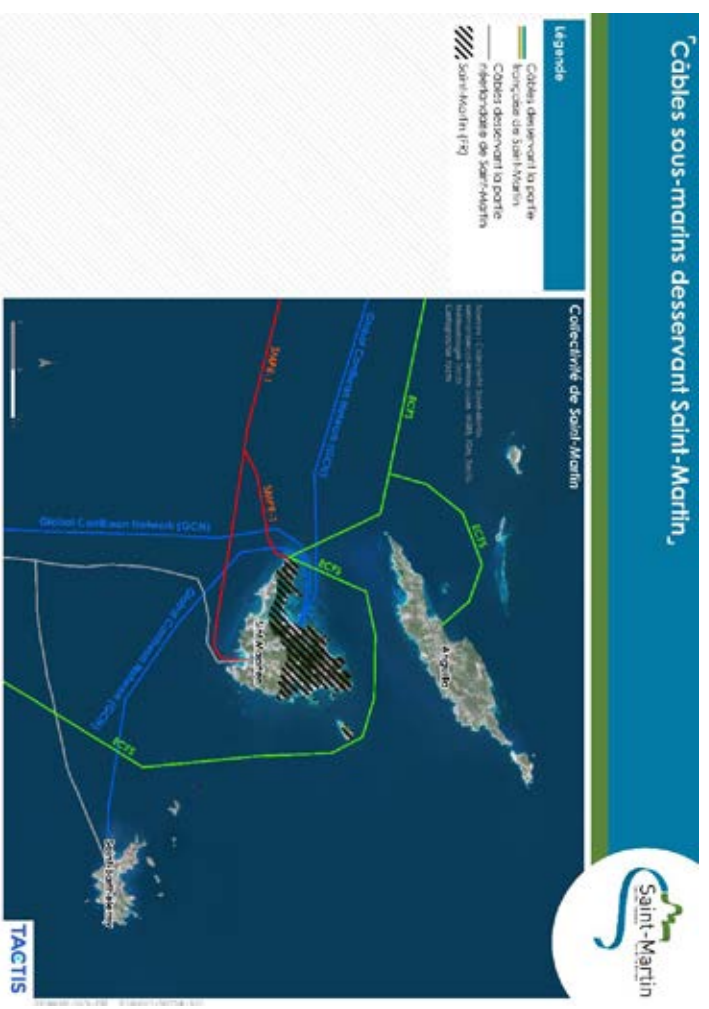 「Câbles sous-marins desservant Saint-Martin」
Saint-Martin
Légende
Câbles desservant la partie
française de Saint-Martin
Câbles desservant la partie
néerlandaise de Saint-Martin
Saint-Martin (FR)
Collectivité de Saint-Martin
ECFS
ECFS
Anguilla
Global Caribbean Network (GCN)
ECFS
SMPR-1
SMPR-1
Sint Maarten
Global Caribbean Network (GCN)
Global Caribbean Network (GCN)
ECFS
Saint-Barthélemy
TACTIS